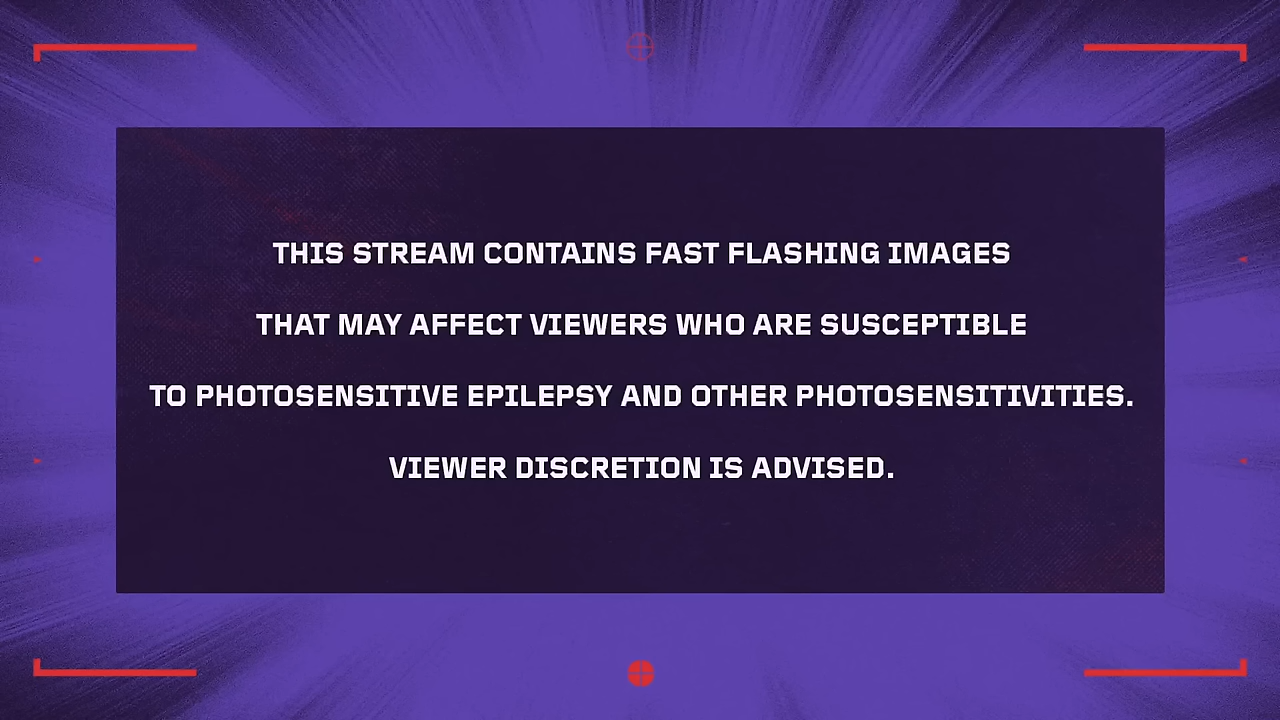 THIS STREAM CONTAINS FAST FLASHING IMAGES
THAT MAY AFFECT VIEWERS WHO ARE SUSCEPTIBLE
TO PHOTOSENSITIVE EPILEPSY AND OTHER PHOTOSENSITIVITIES.
VIEWER DISCRETION IS ADVISED.